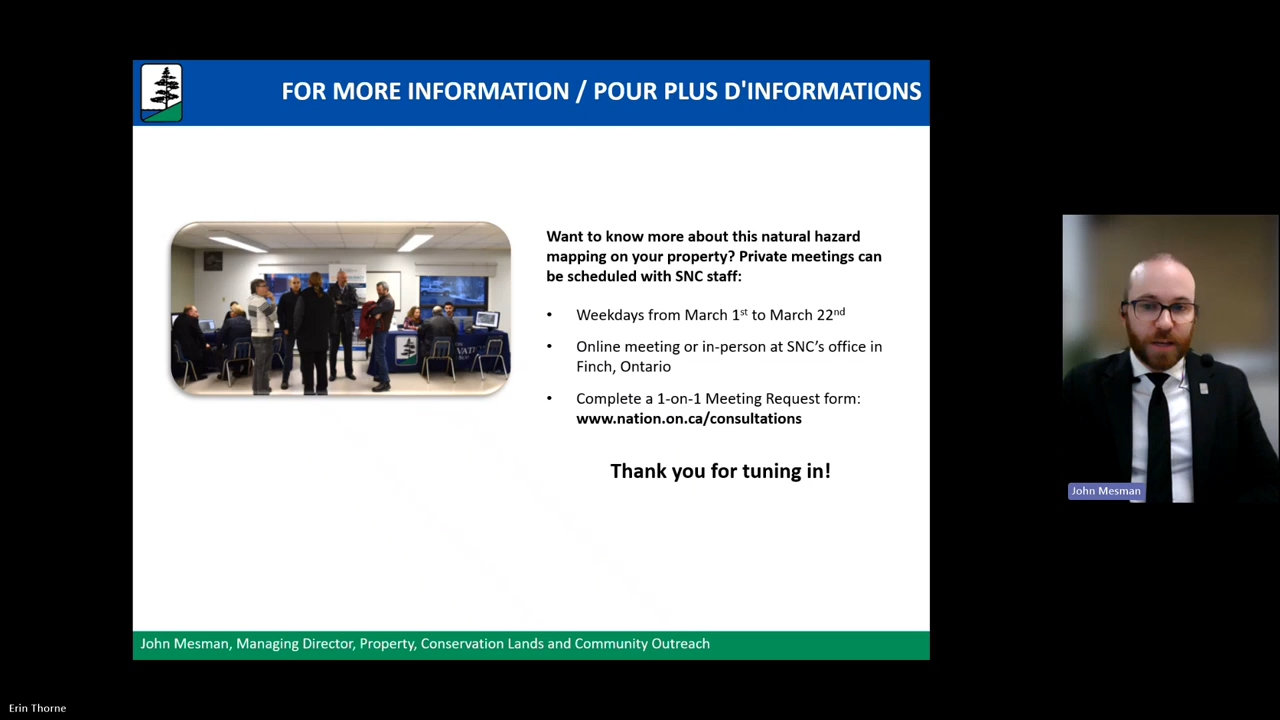 FOR MORE INFORMATION / POUR PLUS D'INFORMATIONS
Want to know more about this natural hazard
mapping on your property? Private meetings can
be scheduled with SNC staff:
• Weekdays from March 1st to March 22nd
• Online meeting or in-person at SNC’s office in
Finch, Ontario
• Complete a 1-on-1 Meeting Request form:
www.nation.on.ca/consultations
Thank you for tuning in!
John Mesman, Managing Director, Property, Conservation Lands and Community Outreach
John Mesman
Erin Thorne